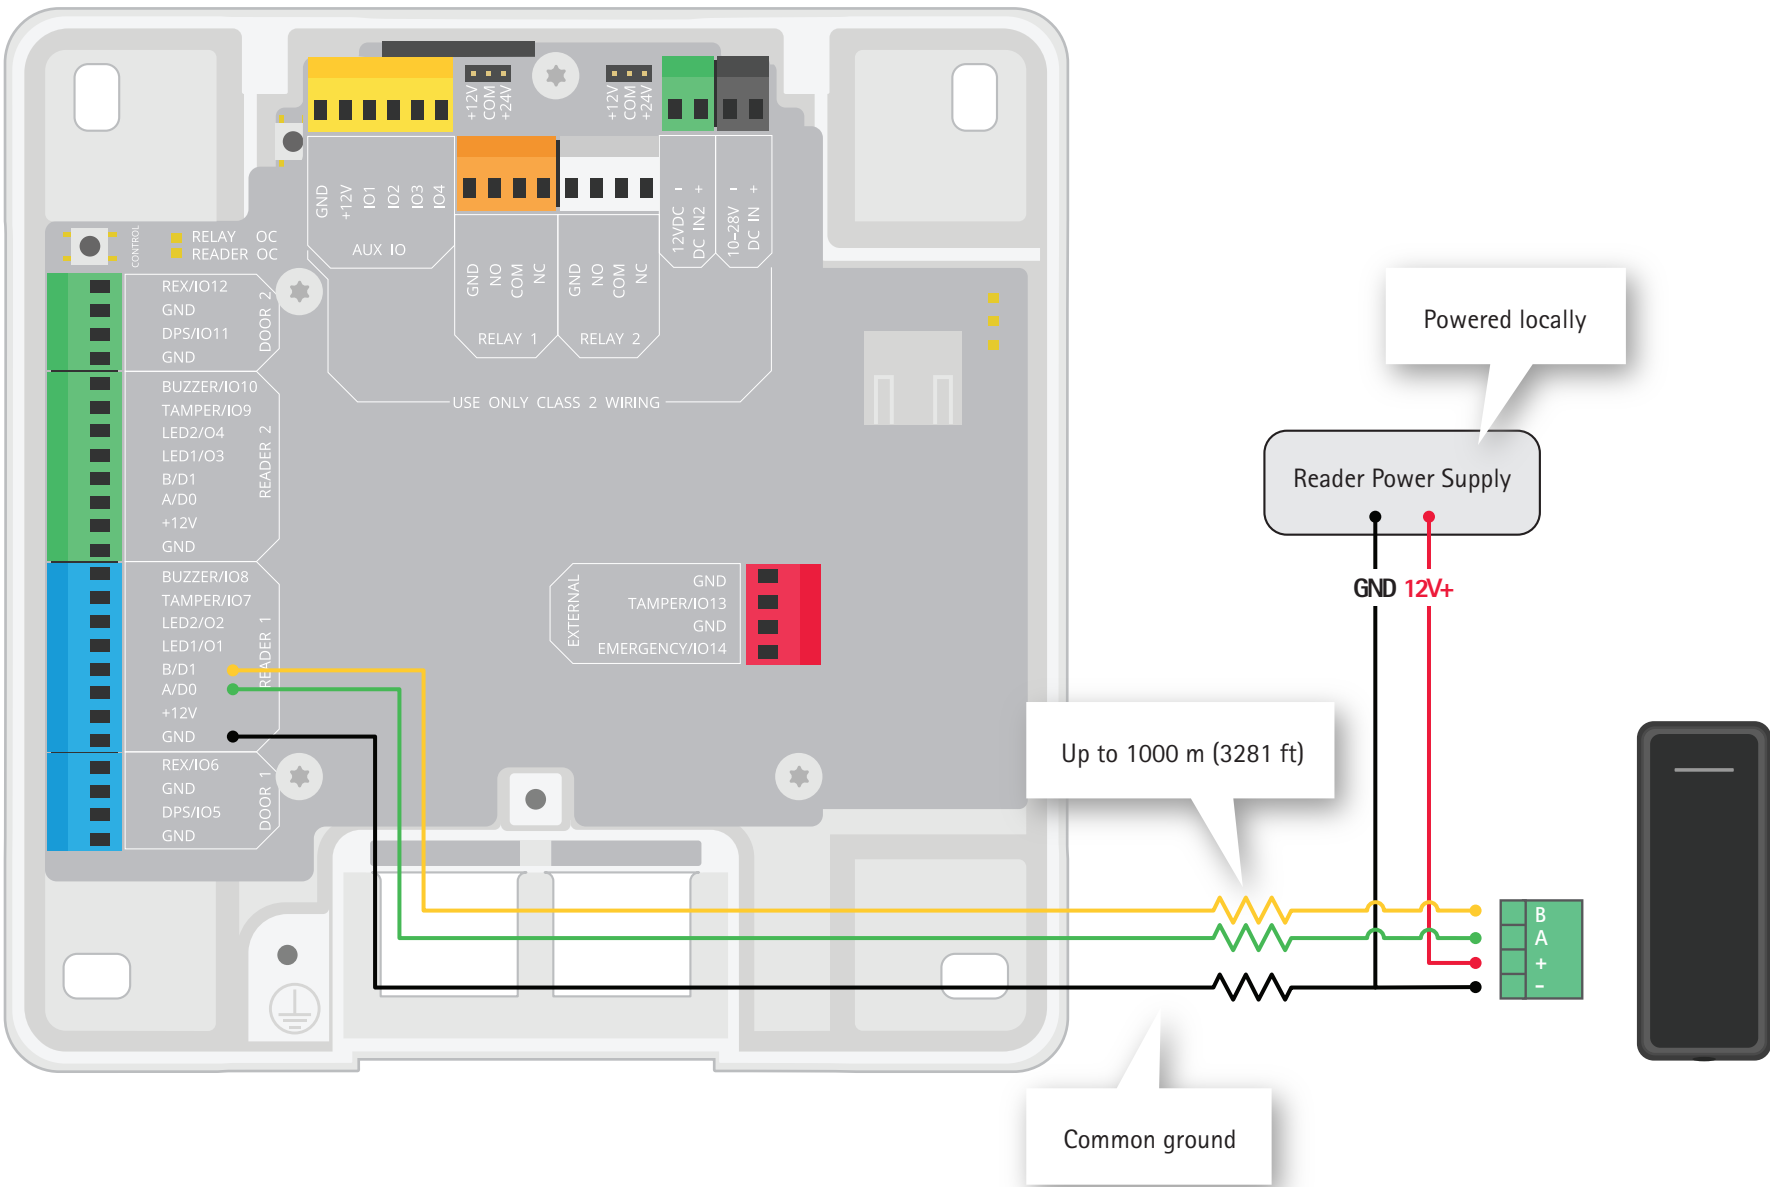 +12V
COM
+24V
+12V
COM
+24V
GND
+12V
IO1
IO2
IO3
IO4
AUX IO
12VDC - 
DC IN2 +
10-28V -
DC IN +
CONTROL
RELAY OC
READER OC
GND
NO
COM
NC
RELAY 1
GND
NO
COM
NC
RELAY 2
USE ONLY CLASS 2 WIRING
REX/IO12
GND
DPS/IO11
GND
DOOR 2
BUZZER/IO10
TAMPER/IO9
LED2/O4
LED1/O3
B/D1
A/D0
+12V
GND
READER 2
BUZZER/IO8
TAMPER/IO7
LED2/O2
LED1/O1
B/D1
A/D0
+12V
GND
READER 1
REX/IO6
GND
DPS/IO5
GND
DOOR 1
EXTERNAL
GND
TAMPER/IO13
GND
EMERGENCY/IO14
Powered locally
Reader Power Supply
GND 12V+
Up to 1000 m (3281 ft)
B
A
+
-
Common ground